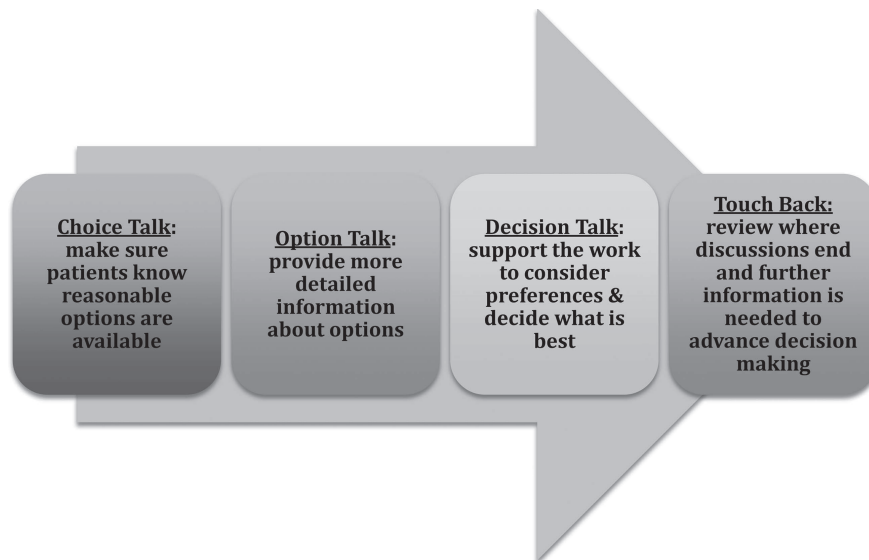 Choice Talk:
make sure
patients know
reasonable
options are
available
Option Talk:
provide more
detailed
information
about options
Decision Talk:
support the work
to consider
preferences &
decide what is
best
Touch Back:
review where
discussions end
and further
information is
needed to
advance decision
making